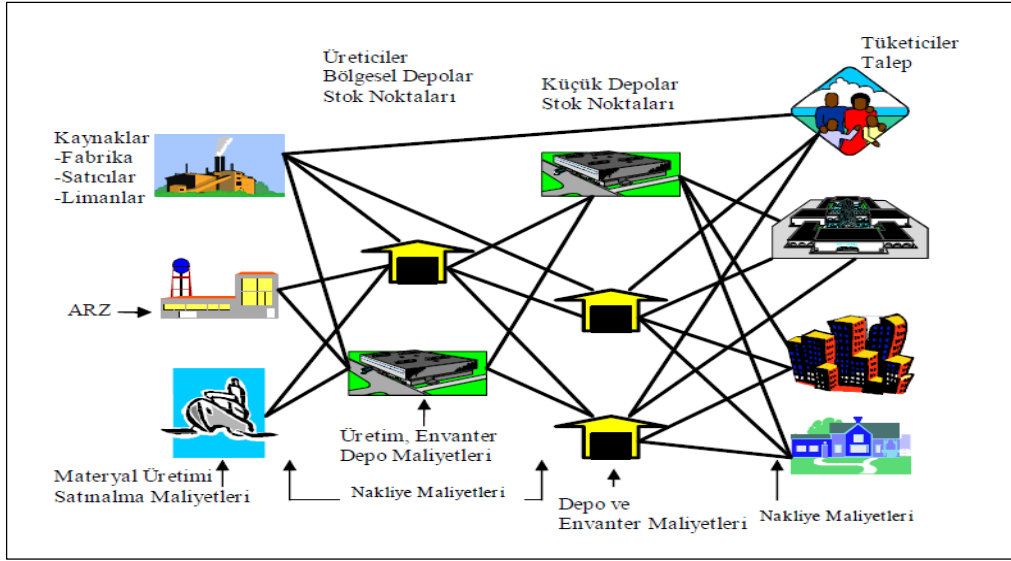 Üreticiler
Bölgesel Depolar
Stok Noktaları
Küçük Depolar
Stok Noktaları
Tüketiciler
Talep
Kaynaklar
-Fabrika
-Satıcılar
-Limanlar
ARZ
Materyal Üretimi
Satınalma Maliyetleri
Üretim, Envanter
Depo Maliyetleri
Nakliye Maliyetleri
Depo ve
Envanter Maliyetleri
Nakliye Maliyetleri